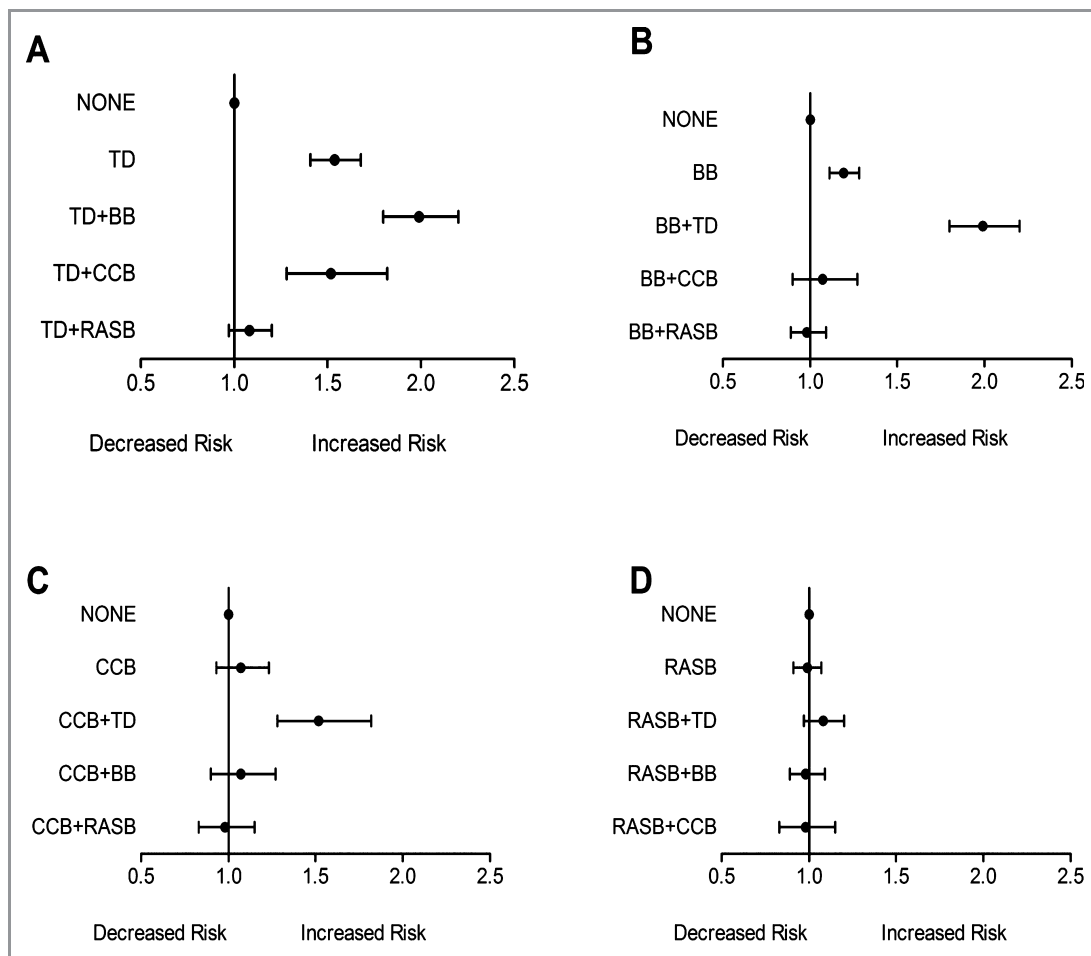 A
NONE
TD
TD+BB
TD+CCB
TD+RASB
0.5 1.0 1.5 2.0 2.5
Decreased Risk Increased Risk
B
NONE
BB
BB+TD
BB+CCB
BB+RASB
0.5 1.0 1.5 2.0 2.5
Decreased Risk Increased Risk
C
NONE
CCB
CCB+TD
CCB+BB
CCB+RASB
0.5 1.0 1.5 2.0 2.5
Decreased Risk Increased Risk
D
NONE
RASB
RASB+TD
RASB+BB
RASB+CCB
0.5 1.0 1.5 2.0 2.5
Decreased Risk Increased Risk